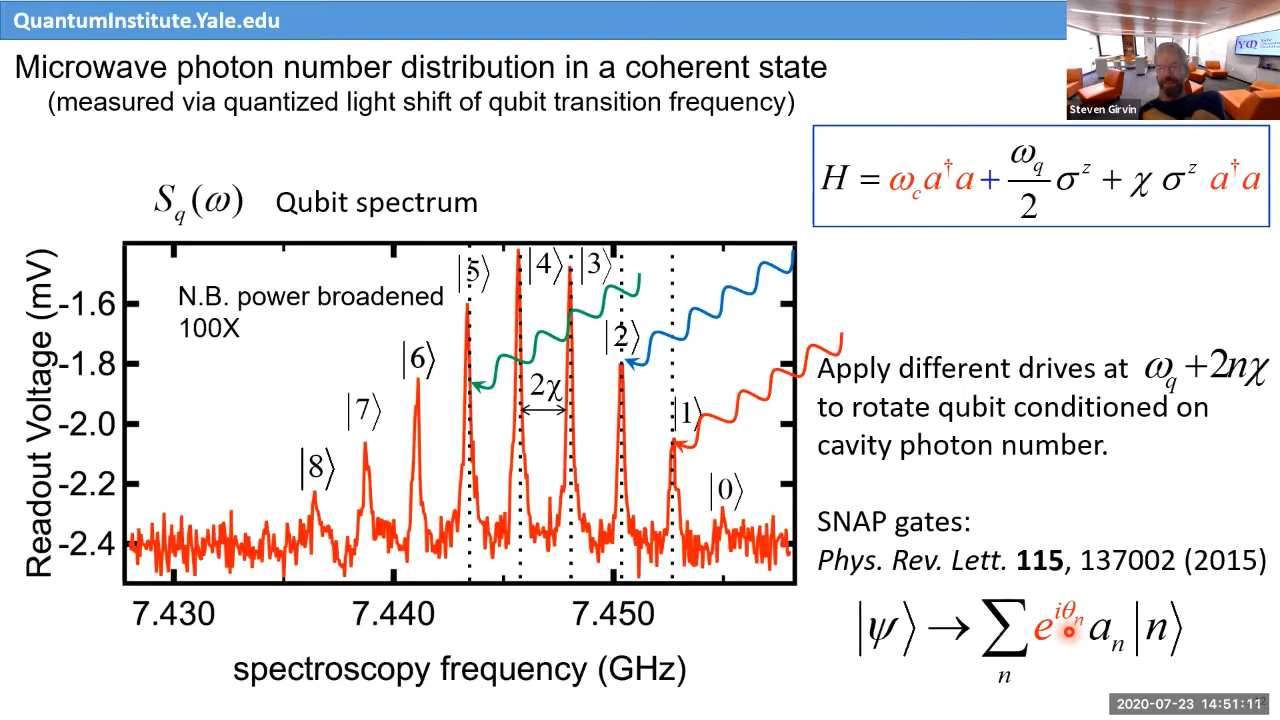 QuantumInstitute.Yale.edu
Steven Girvin
Microwave photon number distribution in a coherent state
(measured via quantized light shift of qubit transition frequency)
H = ω_c a†a + ω_q/2 σ^z + χ σ^z a†a
S_q(ω) Qubit spectrum
N.B. power broadened
100X
|5⟩ |4⟩ |3⟩
|2⟩
|6⟩
2χ
|7⟩ |1⟩
|8⟩ |0⟩
Readout Voltage (mV)
-1.6
-1.8
-2.0
-2.2
-2.4
7.430 7.440 7.450
spectroscopy frequency (GHz)
Apply different drives at ω_q + 2nχ
to rotate qubit conditioned on
cavity photon number.
SNAP gates:
Phys. Rev. Lett. 115, 137002 (2015)
|ψ⟩ → ∑_n e^{iθ_n} a_n |n⟩
2020-07-23 14:51:11